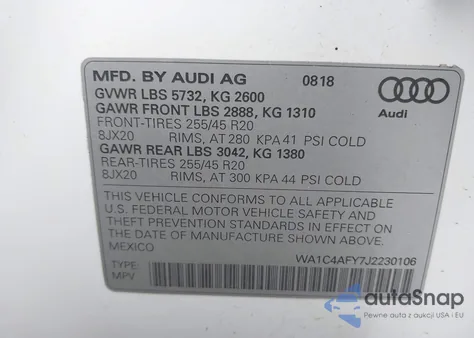 MFD. BY AUDI AG 0818
GVWR LBS 5732, KG 2600
GAWR FRONT LBS 2888, KG 1310
FRONT-TIRES 255/45 R20
8JX20 RIMS, AT 280 KPA 41 PSI COLD
GAWR REAR LBS 3042, KG 1380
REAR-TIRES 255/45 R20
8JX20 RIMS, AT 300 KPA 44 PSI COLD
Audi
THIS VEHICLE CONFORMS TO ALL APPLICABLE
U.S. FEDERAL MOTOR VEHICLE SAFETY AND
THEFT PREVENTION STANDARDS IN EFFECT ON
THE DATE OF MANUFACTURE SHOWN ABOVE.
MEXICO
WA1C4AFY7J2230106
TYPE:
MPV
autoSnap
Pewne auta z USA i EU